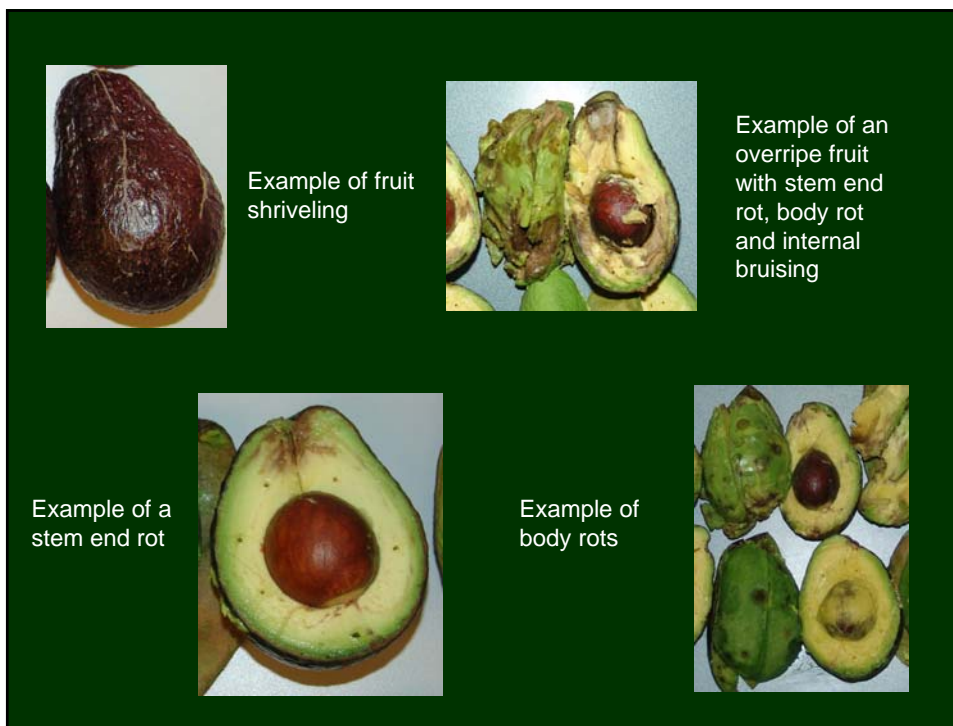 Example of fruit
shriveling
Example of an
overripe fruit
with stem end
rot, body rot
and internal
bruising
Example of a
stem end rot
Example of
body rots